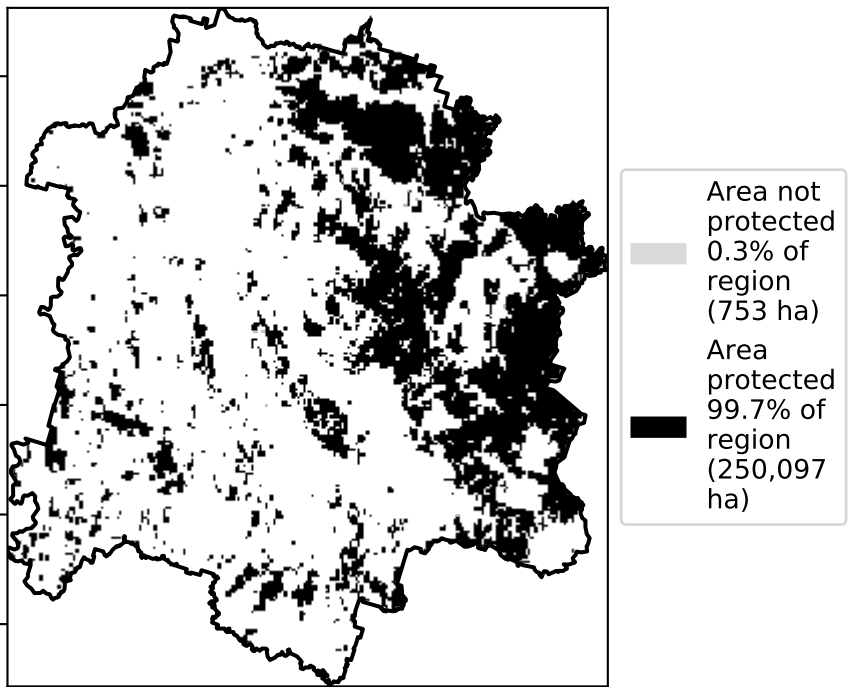 Area not
protected
0.3% of
region
(753 ha)
Area
protected
99.7% of
region
(250,097
ha)